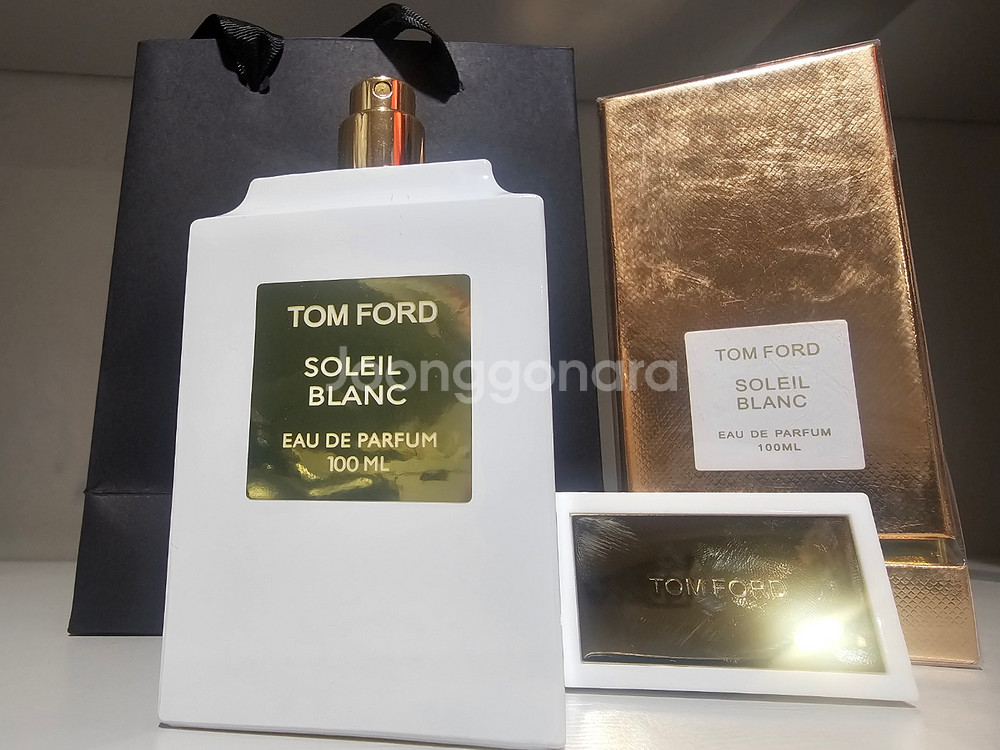 TOM FORD
SOLEIL
BLANC
EAU DE PARFUM
100 ML
Joonggonara
TOM FORD
SOLEIL
BLANC
EAU DE PARFUM
100ML
TOM FORD